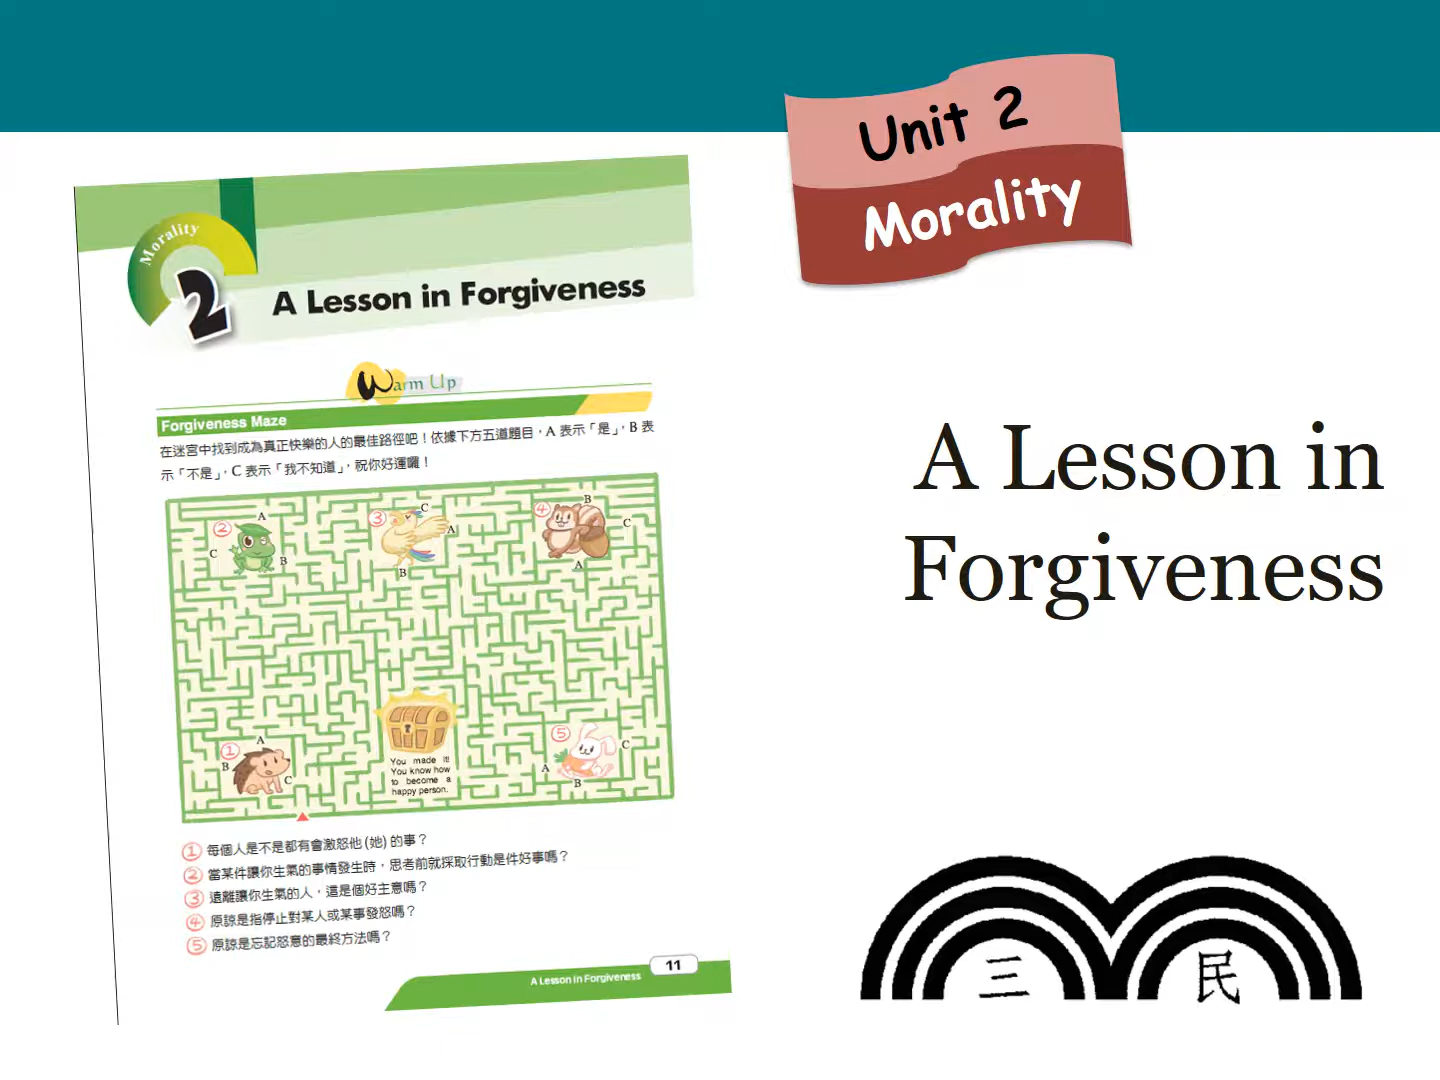 Unit 2
Morality
Morality
2
A Lesson in Forgiveness
Warm Up
Forgiveness Maze
在迷宮中找到成為真正快樂的人的最佳路徑吧！依據下方五道題目，A 表示「是」，B 表
示「不是」，C 表示「我不知道」，祝你好運囉！
② A
C B
③ C
A
B
④ B
C
A
① A
B
C
You made it!
You know how
to become a
happy person.
⑤ C
A
B
① 每個人是不是都有會激怒他 (她) 的事？
② 當某件讓你生氣的事情發生時，思考前就採取行動是件好事嗎？
③ 遠離讓你生氣的人，這是個好主意嗎？
④ 原諒是指停止對某人或某事發怒嗎？
⑤ 原諒是忘記怒意的最終方法嗎？
A Lesson in Forgiveness 11
A Lesson in
Forgiveness
三 民